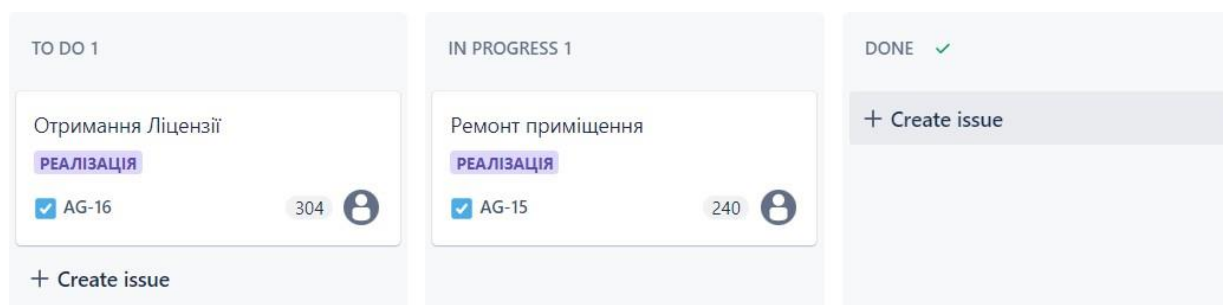 TO DO 1
Отримання Ліцензії
РЕАЛІЗАЦІЯ
AG-16 304
+ Create issue
IN PROGRESS 1
Ремонт приміщення
РЕАЛІЗАЦІЯ
AG-15 240
DONE
+ Create issue